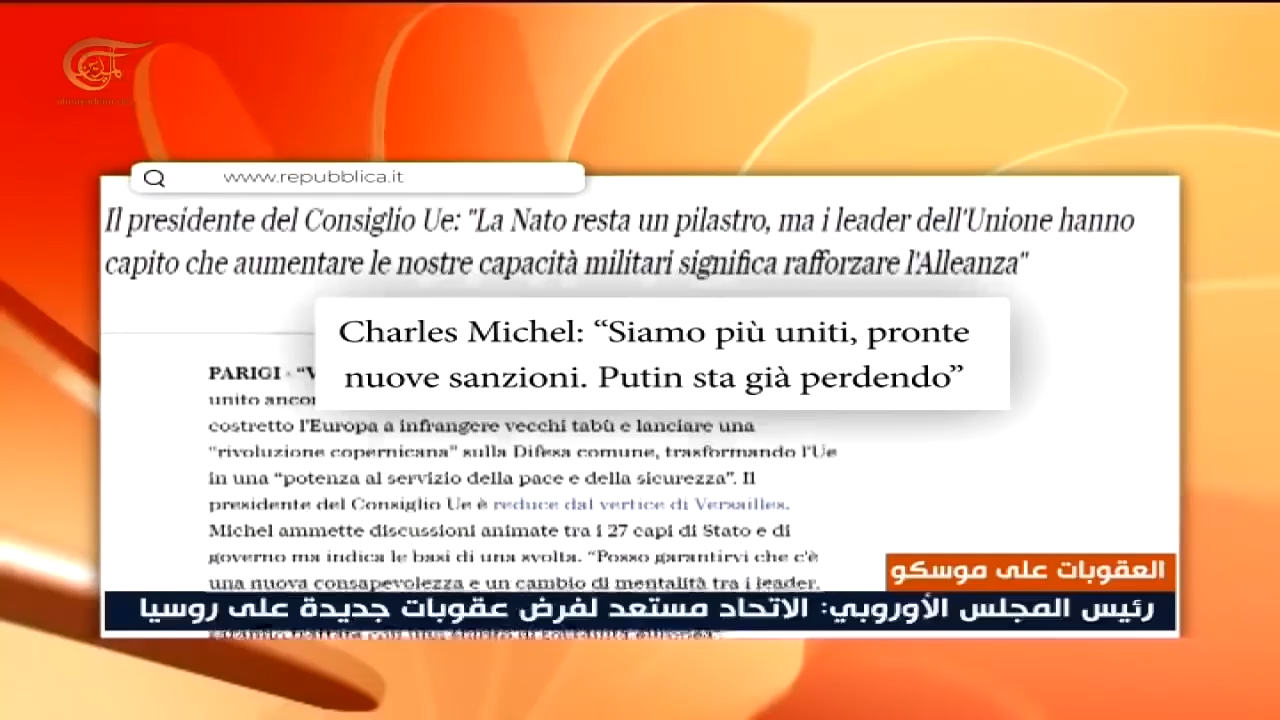 الميادين
www.repubblica.it
Il presidente del Consiglio Ue: "La Nato resta un pilastro, ma i leader dell'Unione hanno
capito che aumentare le nostre capacità militari significa rafforzare l'Alleanza"
Charles Michel: “Siamo più uniti, pronte
nuove sanzioni. Putin sta già perdendo”
PARIGI - “V
unito ancor
costretto l'Europa a infrangere vecchi tabù e lanciare una
“rivoluzione copernicana” sulla Difesa comune, trasformando l'Ue
in una “potenza al servizio della pace e della sicurezza”. Il
presidente del Consiglio Ue è reduce dal vertice di Versailles.
Michel ammette discussioni animate tra i 27 capi di Stato e di
governo ma indica le basi di una svolta. “Posso garantirvi che c'è
una nuova consapevolezza e un cambio di mentalità tra i leader.
العقوبات على موسكو
رئيس المجلس الأوروبي: الاتحاد مستعد لفرض عقوبات جديدة على روسيا